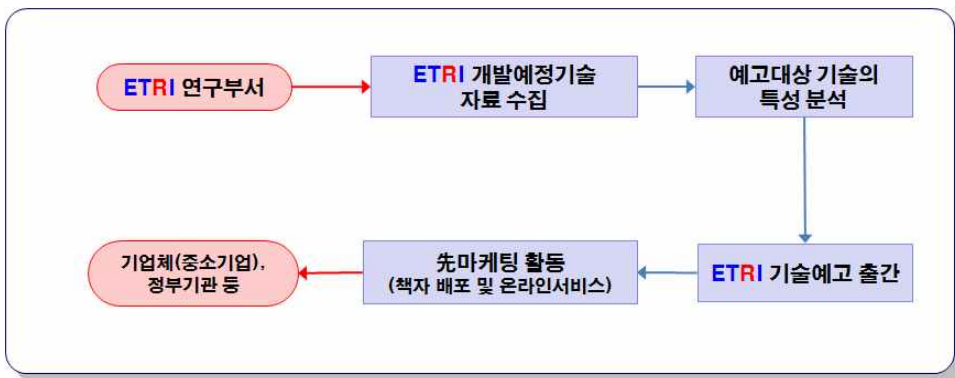 ETRI 연구부서
ETRI 개발예정기술
자료 수집
예고대상 기술의
특성 분석
ETRI 기술예고 출간
先마케팅 활동
(책자 배포 및 온라인서비스)
기업체(중소기업),
정부기관 등